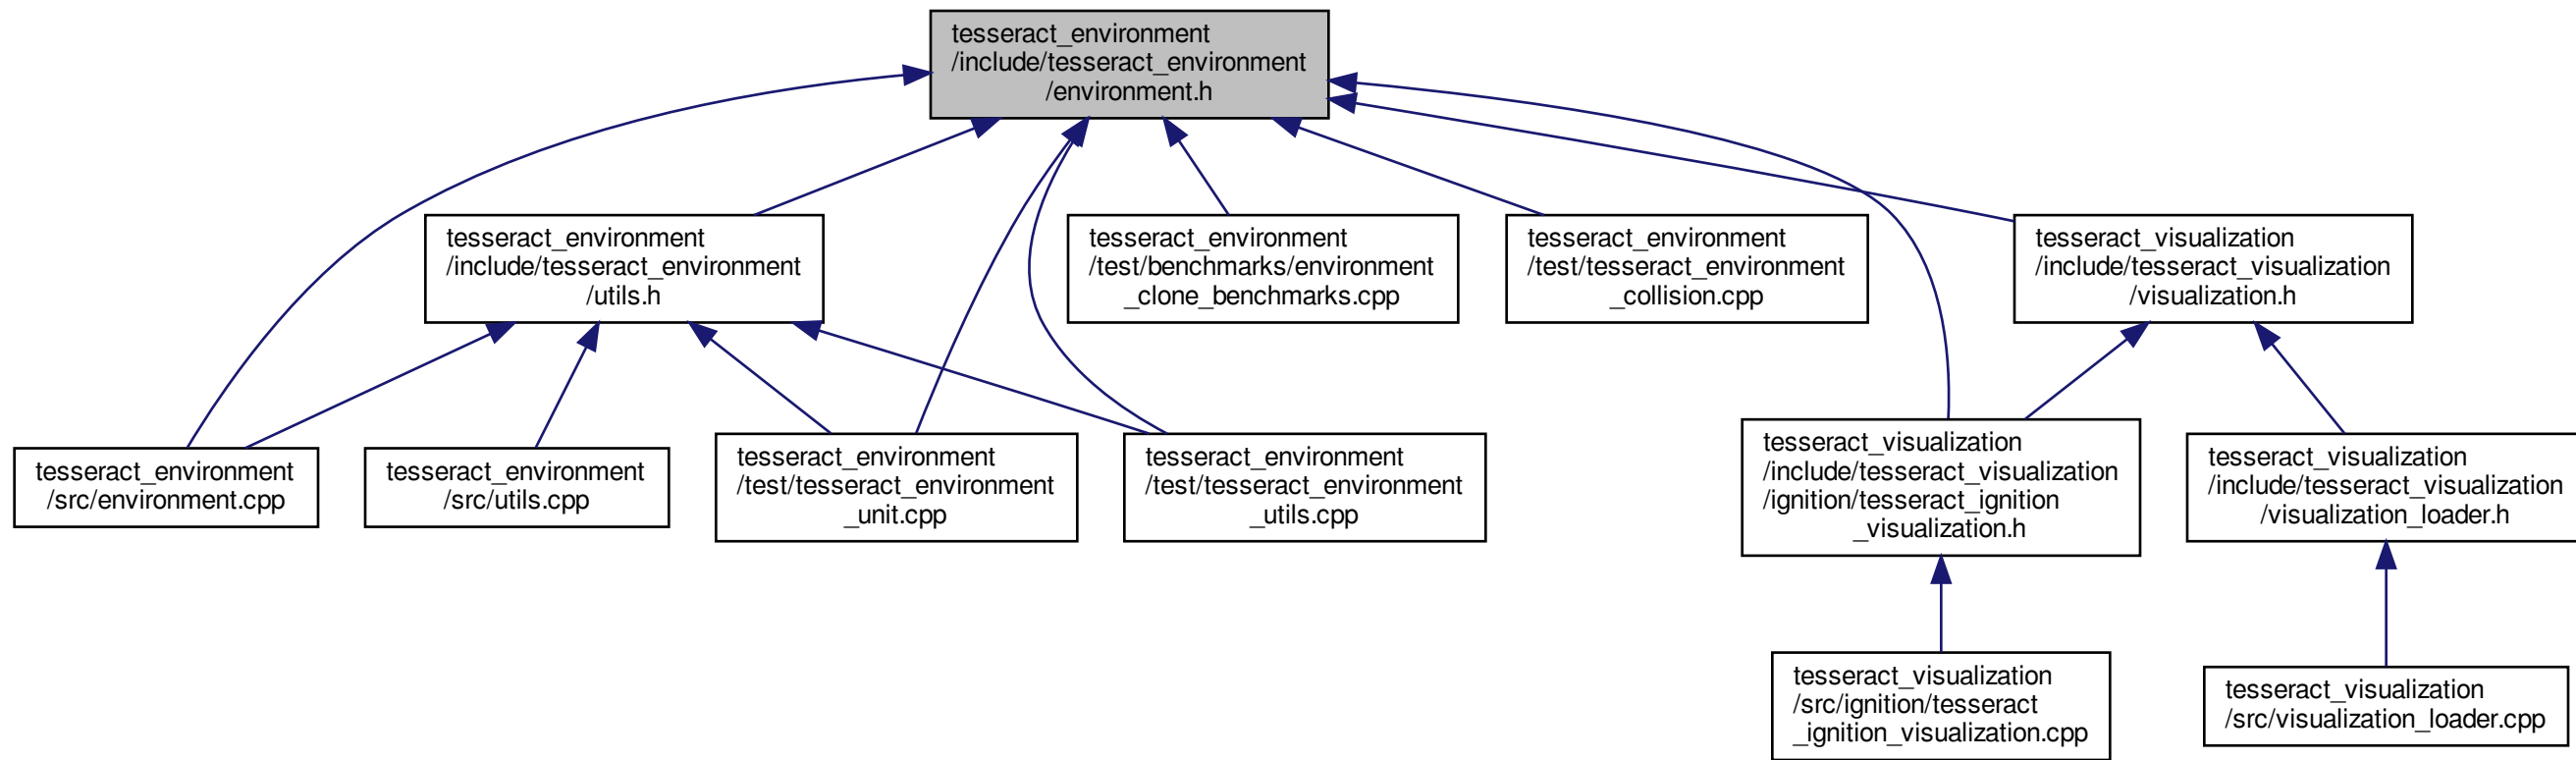 tesseract_environment
/include/tesseract_environment
/environment.h
tesseract_environment
/include/tesseract_environment
/utils.h
tesseract_environment
/test/benchmarks/environment
_clone_benchmarks.cpp
tesseract_environment
/test/tesseract_environment
_collision.cpp
tesseract_visualization
/include/tesseract_visualization
/visualization.h
tesseract_environment
/src/environment.cpp
tesseract_environment
/src/utils.cpp
tesseract_environment
/test/tesseract_environment
_unit.cpp
tesseract_environment
/test/tesseract_environment
_utils.cpp
tesseract_visualization
/include/tesseract_visualization
/ignition/tesseract_ignition
_visualization.h
tesseract_visualization
/include/tesseract_visualization
/visualization_loader.h
tesseract_visualization
/src/ignition/tesseract
_ignition_visualization.cpp
tesseract_visualization
/src/visualization_loader.cpp